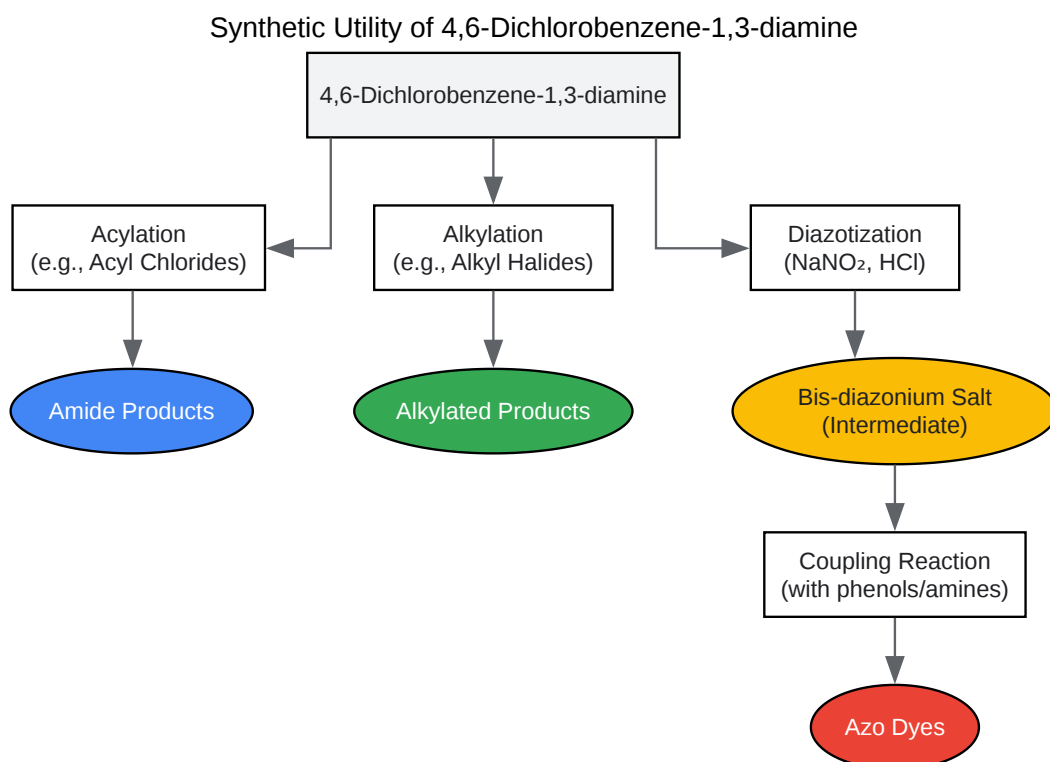 Synthetic Utility of 4,6-Dichlorobenzene-1,3-diamine
4,6-Dichlorobenzene-1,3-diamine
Acylation
(e.g., Acyl Chlorides)
Alkylation
(e.g., Alkyl Halides)
Diazotization
(NaNO₂, HCl)
Amide Products
Alkylated Products
Bis-diazonium Salt
(Intermediate)
Coupling Reaction
(with phenols/amines)
Azo Dyes